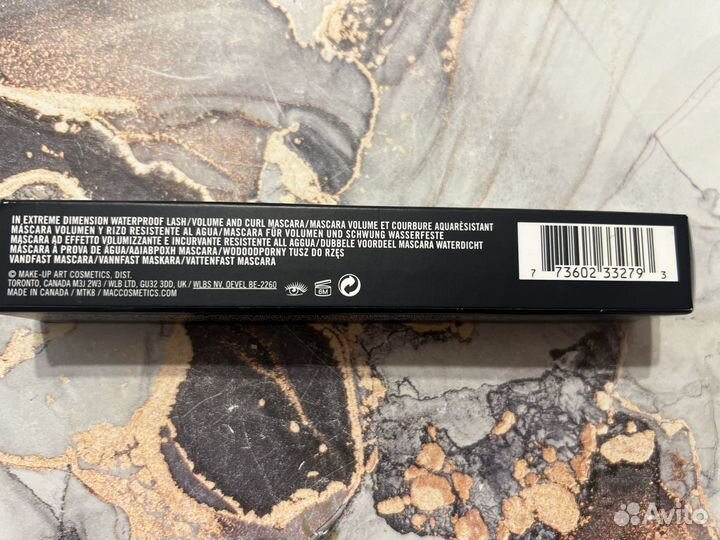 IN EXTREME DIMENSION WATERPROOF LASH/VOLUME AND CURL MASCARA/MASCARA VOLUME ET COURBURE AQUARÉSISTANT
MÁSCARA VOLUMEN Y RIZO RESISTENTE AL AGUA/MASCARA FÜR VOLUMEN UND SCHWUNG WASSERFESTE
MASCARA AD EFFETTO VOLUMIZZANTE E INCURVANTE RESISTENTE ALL AGGUA/DUBBELE VOORDEEL MASCARA WATERDICHT
MÁSCARA À PROVA DE ÁGUA/ΑΔΙΑΒΡΟΧΗ MASCARA/WODOODPORNY TUSZ DO RZĘS
VANDFAST MASCARA/VANNFAST MASKARA/VATTENFAST MASCARA
© MAKE-UP ART COSMETICS, DIST.
TORONTO, CANADA M3J 2W3 / WLB LTD, GU32 3DD, UK / WLBS NV, OEVEL BE-2260
MADE IN CANADA / MTKB / MACCOSMETICS.COM
8M
7 73602 33279 3
Avito